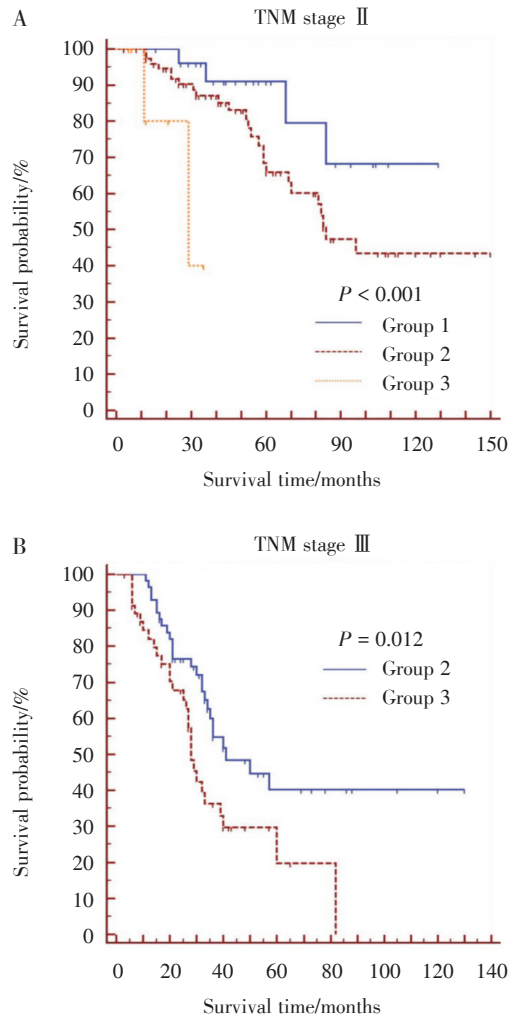 A
TNM stage Ⅱ
100
90
80
70
60
50
40
30
20
10
0
Survival probability/%
P < 0.001
Group 1
Group 2
Group 3
0 30 60 90 120 150
Survival time/months
B
TNM stage Ⅲ
100
90
80
70
60
50
40
30
20
10
0
Survival probability/%
P = 0.012
Group 2
Group 3
0 20 40 60 80 100 120 140
Survival time/months